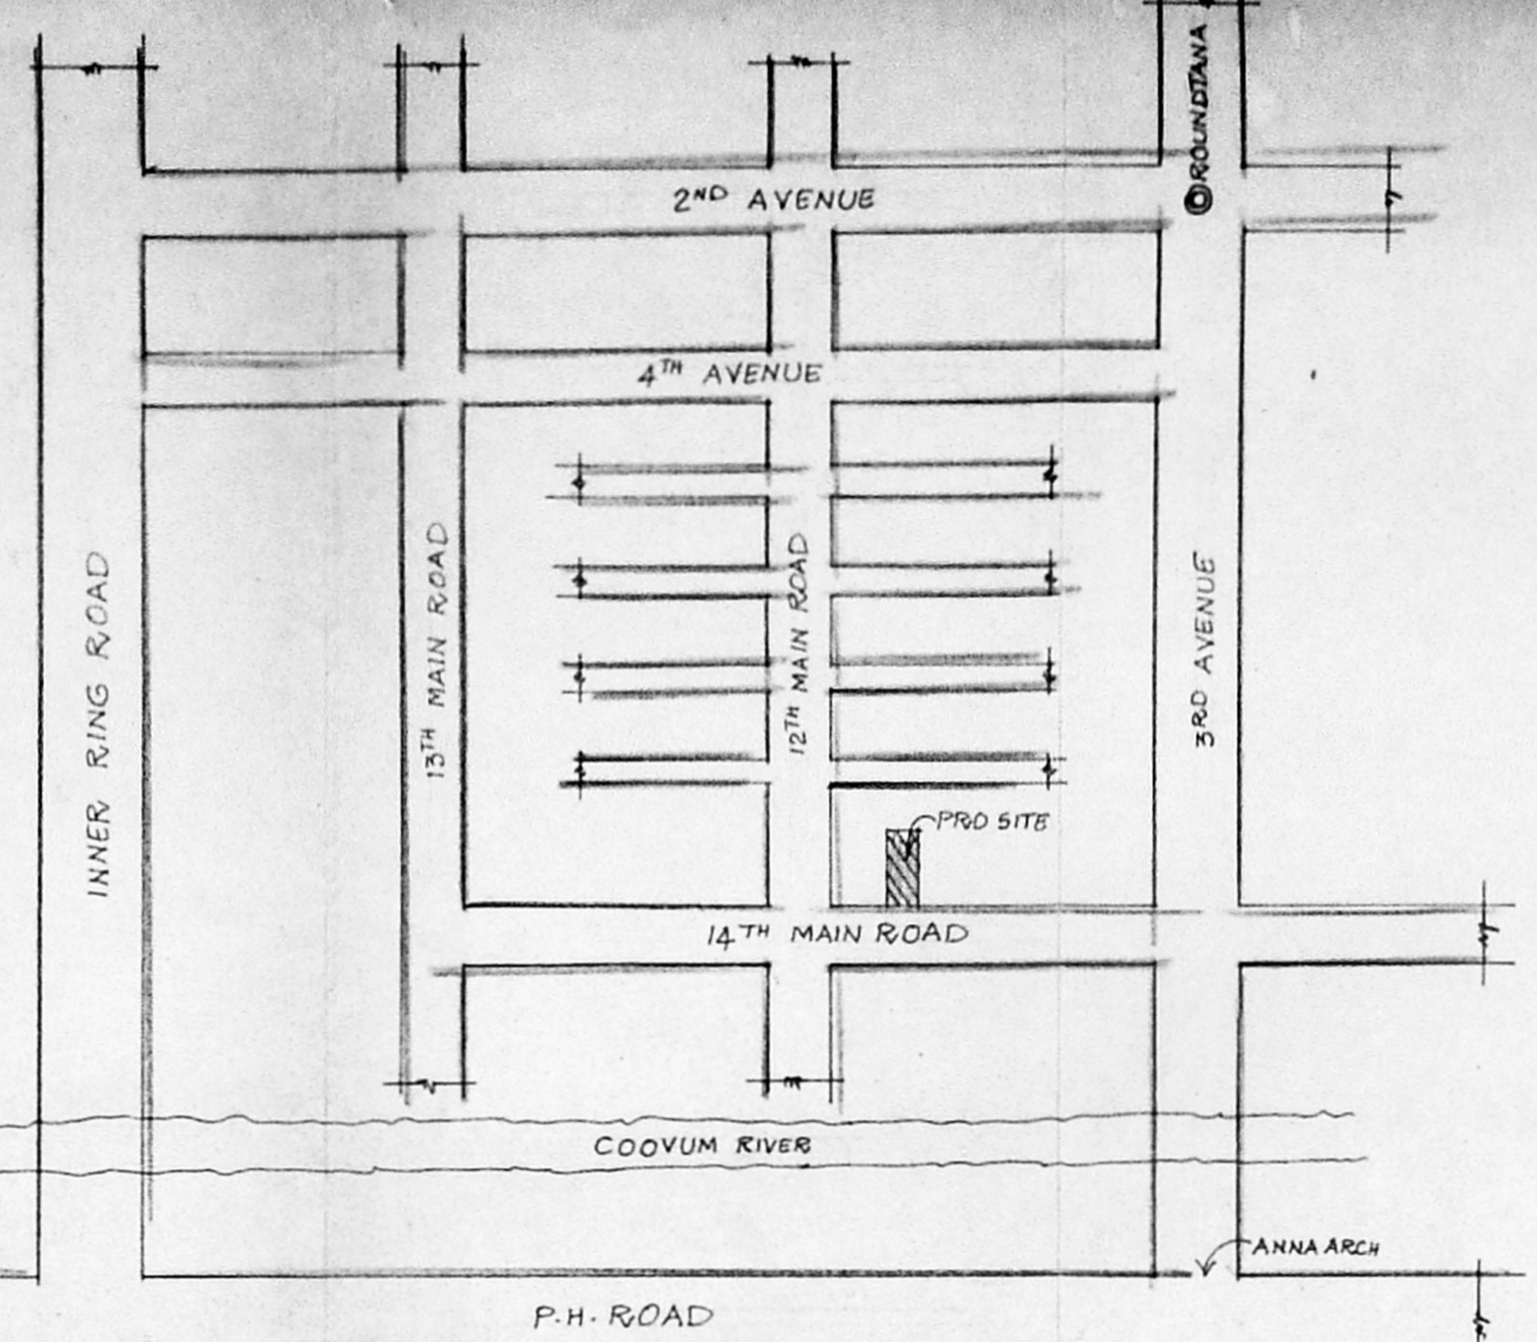 ROUNDTANA
2ND AVENUE
4TH AVENUE
INNER RING ROAD
13TH MAIN ROAD
12TH MAIN ROAD
3RD AVENUE
PRO SITE
14TH MAIN ROAD
COOVUM RIVER
ANNA ARCH
P.H. ROAD